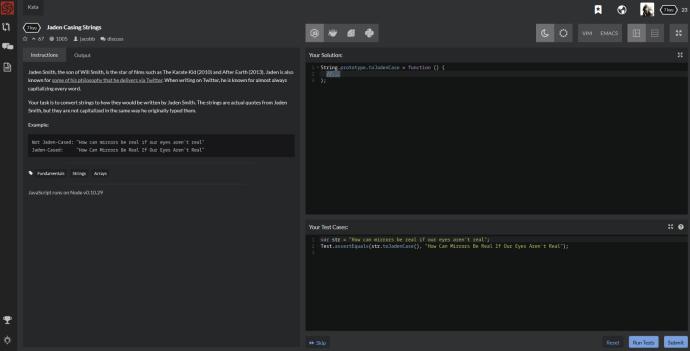 Kata
7 kyu 23
7 kyu Jaden Casing Strings
67 1005 jacobb discuss
VIM EMACS
Instructions Output
Jaden Smith, the son of Will Smith, is the star of films such as The Karate Kid (2010) and After Earth (2013). Jaden is also
known for some of his philosophy that he delivers via Twitter. When writing on Twitter, he is known for almost always
capitalizing every word.
Your task is to convert strings to how they would be written by Jaden Smith. The strings are actual quotes from Jaden
Smith, but they are not capitalized in the same way he originally typed them.
Example:
Not Jaden-Cased: "How can mirrors be real if our eyes aren't real"
Jaden-Cased: "How Can Mirrors Be Real If Our Eyes Aren't Real"
Fundamentals Strings Arrays
JavaScript runs on Node v0.10.29
Your Solution:
1 String.prototype.toJadenCase = function () {
2 //...
3 };
Your Test Cases:
1 var str = "How can mirrors be real if our eyes aren't real";
2 Test.assertEquals(str.toJadenCase(), "How Can Mirrors Be Real If Our Eyes Aren't Real");
3
Skip
Reset Run Tests Submit